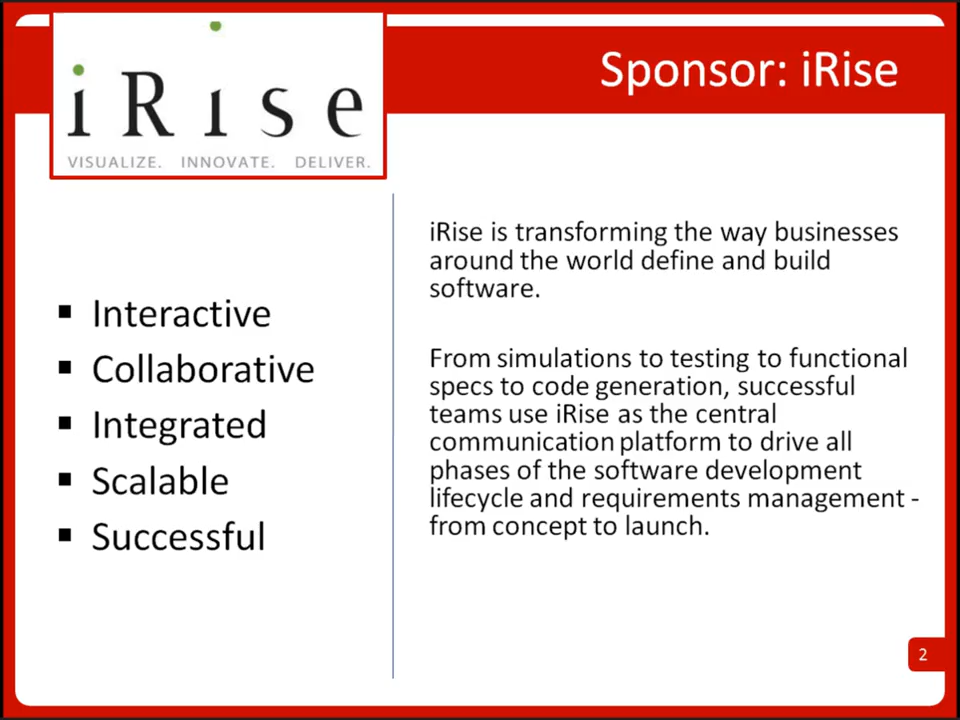 Sponsor: iRise
iRise
VISUALIZE. INNOVATE. DELIVER.
▪ Interactive
▪ Collaborative
▪ Integrated
▪ Scalable
▪ Successful
iRise is transforming the way businesses
around the world define and build
software.
From simulations to testing to functional
specs to code generation, successful
teams use iRise as the central
communication platform to drive all
phases of the software development
lifecycle and requirements management -
from concept to launch.
2